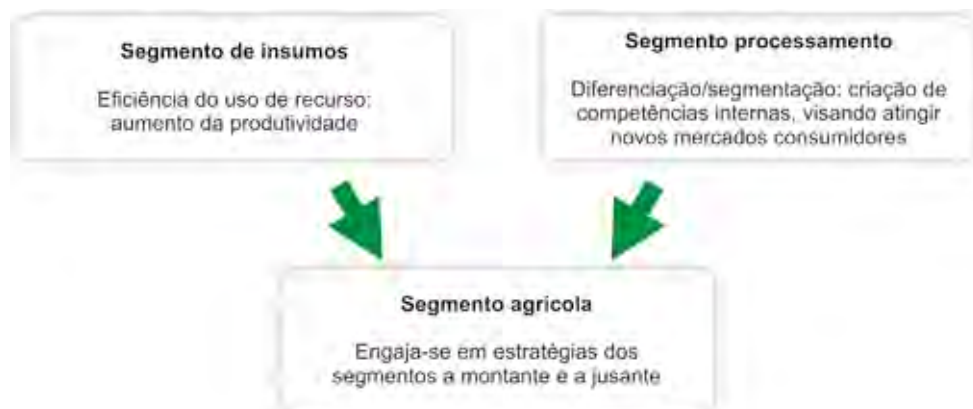 Segmento de insumos
Eficiência do uso de recurso:
aumento da produtividade
Segmento processamento
Diferenciação/segmentação: criação de
competências internas, visando atingir
novos mercados consumidores
Segmento agrícola
Engaja-se em estratégias dos
segmentos a montante e a jusante